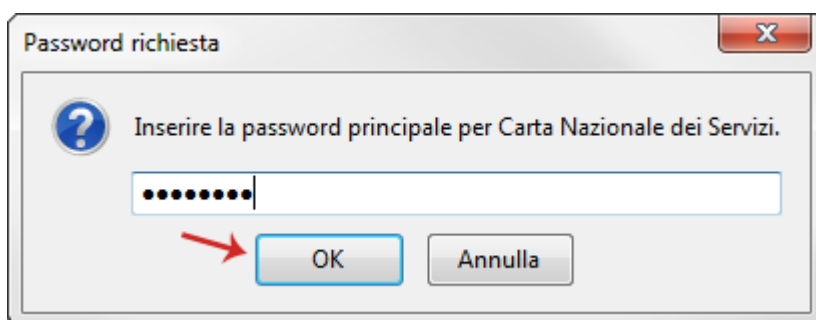 Password richiesta
Inserire la password principale per Carta Nazionale dei Servizi.
••••••••
OK
Annulla